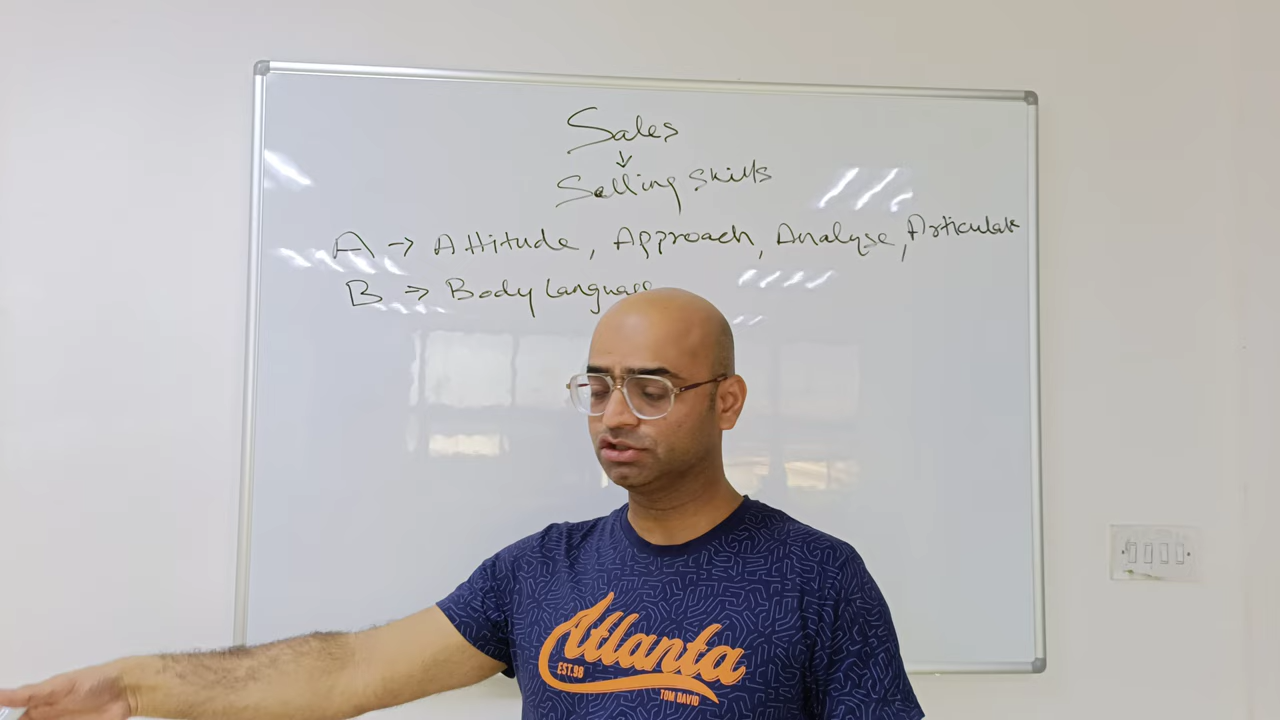 Sales
↓
Selling Skills
A → Attitude, Approach, Analyse, Articulate
B → Body Language
Atlanta
EST.98
TOM DAVID